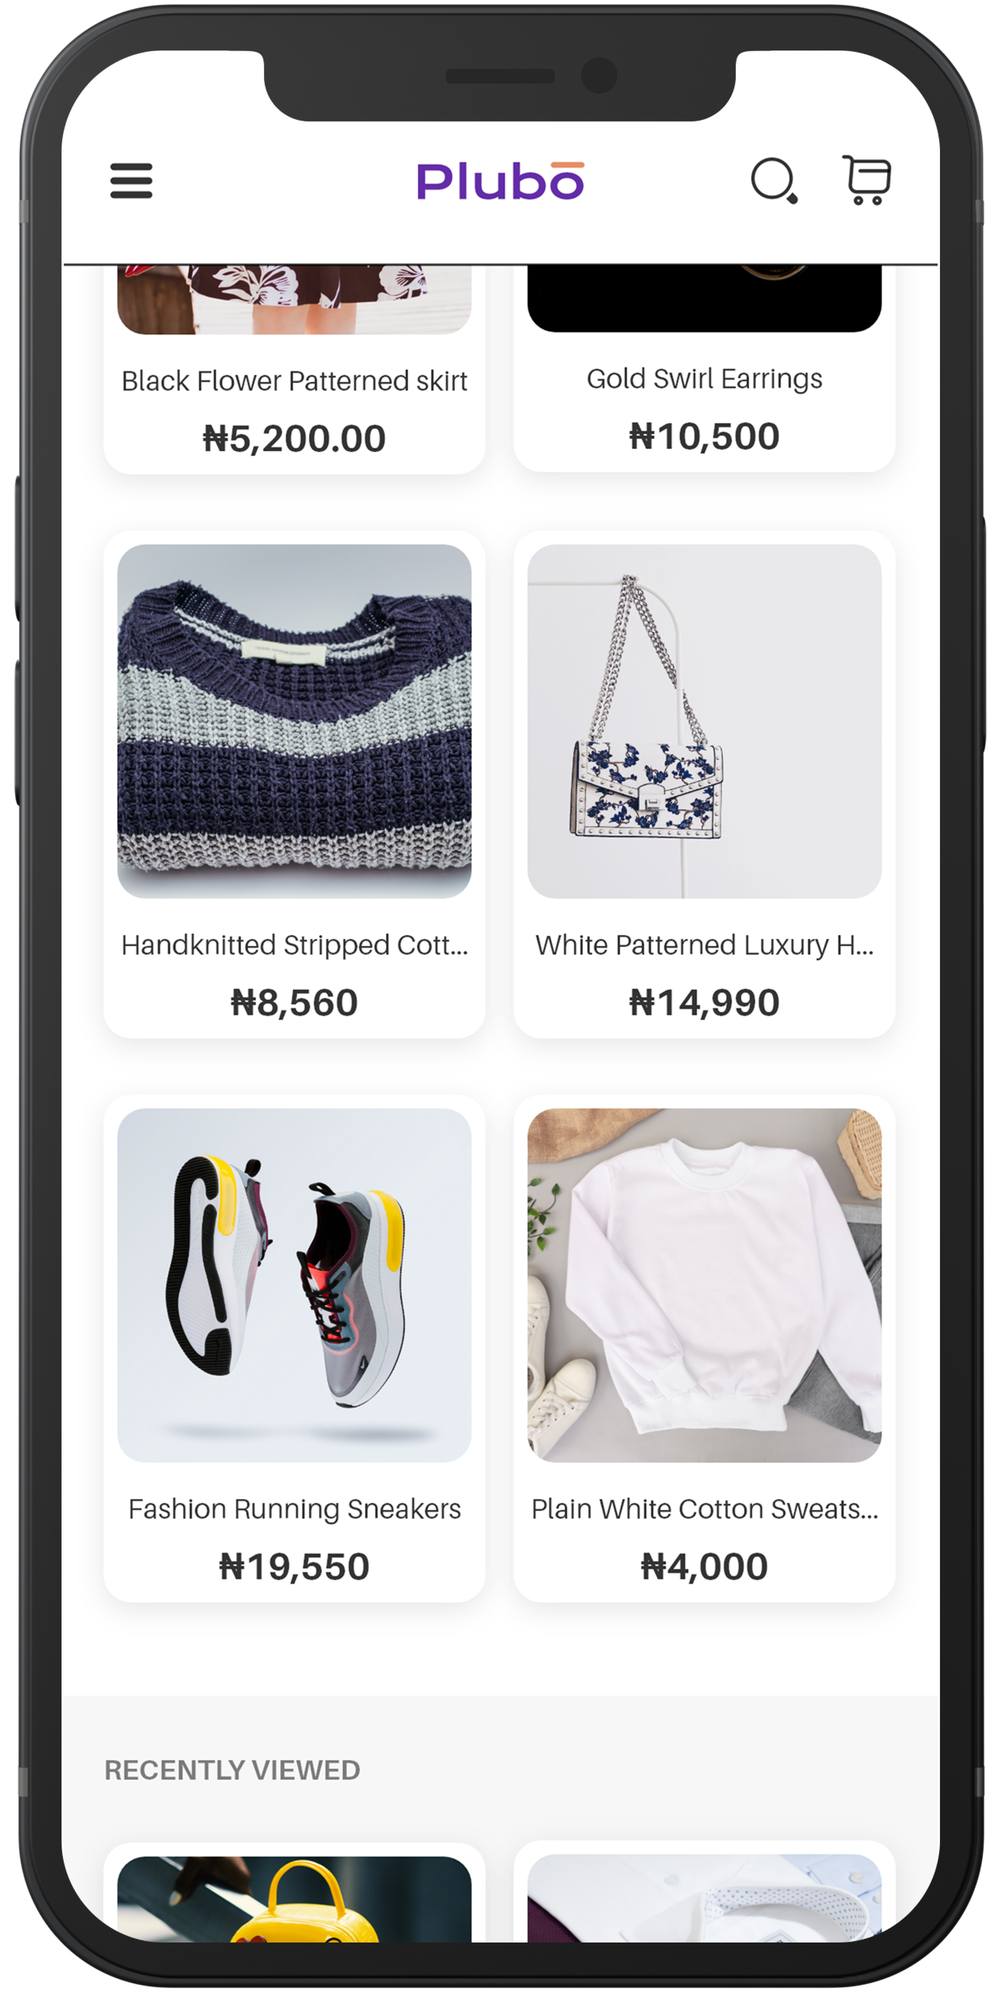 Plubō
Black Flower Patterned skirt
₦5,200.00
Gold Swirl Earrings
₦10,500
Handknitted Stripped Cott...
₦8,560
White Patterned Luxury H...
₦14,990
Fashion Running Sneakers
₦19,550
Plain White Cotton Sweats...
₦4,000
RECENTLY VIEWED